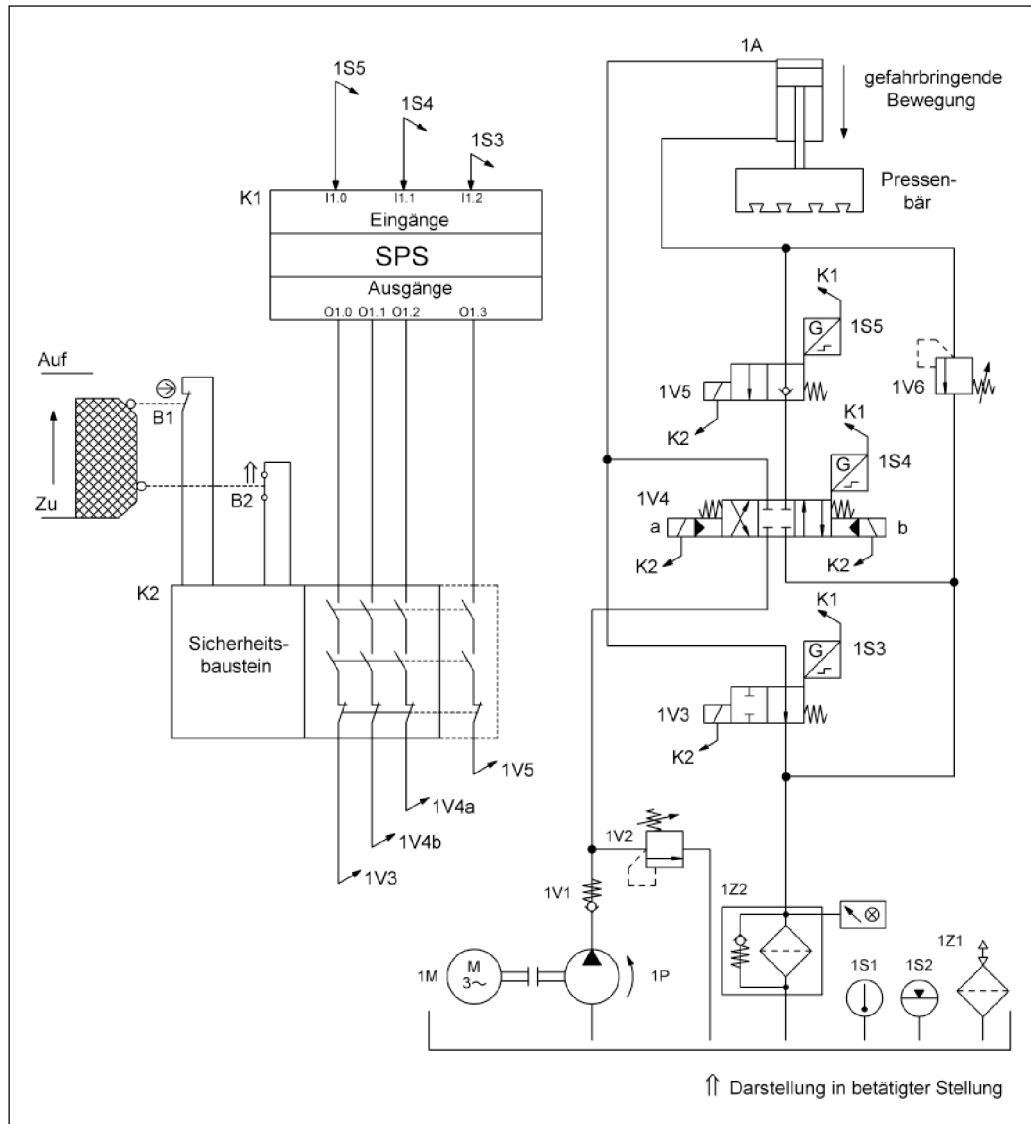 1S5
1S4
1S3
K1
I1.0 I1.1 I1.2
Eingänge
SPS
Ausgänge
O1.0 O1.1 O1.2 O1.3
Auf
B1
Zu
B2
K2
Sicherheits-
baustein
1V5
1V4a
1V4b
1V3
1A
gefahrbringende
Bewegung
Pressen-
bär
K1
G
1S5
1V5
K2
1V6
K1
G
1S4
1V4
a
b
K2
K2
K1
G
1S3
1V3
K2
1V2
1V1
1Z2
1M
M
3~
1P
1S1
1S2
1Z1
⇑ Darstellung in betätigter Stellung